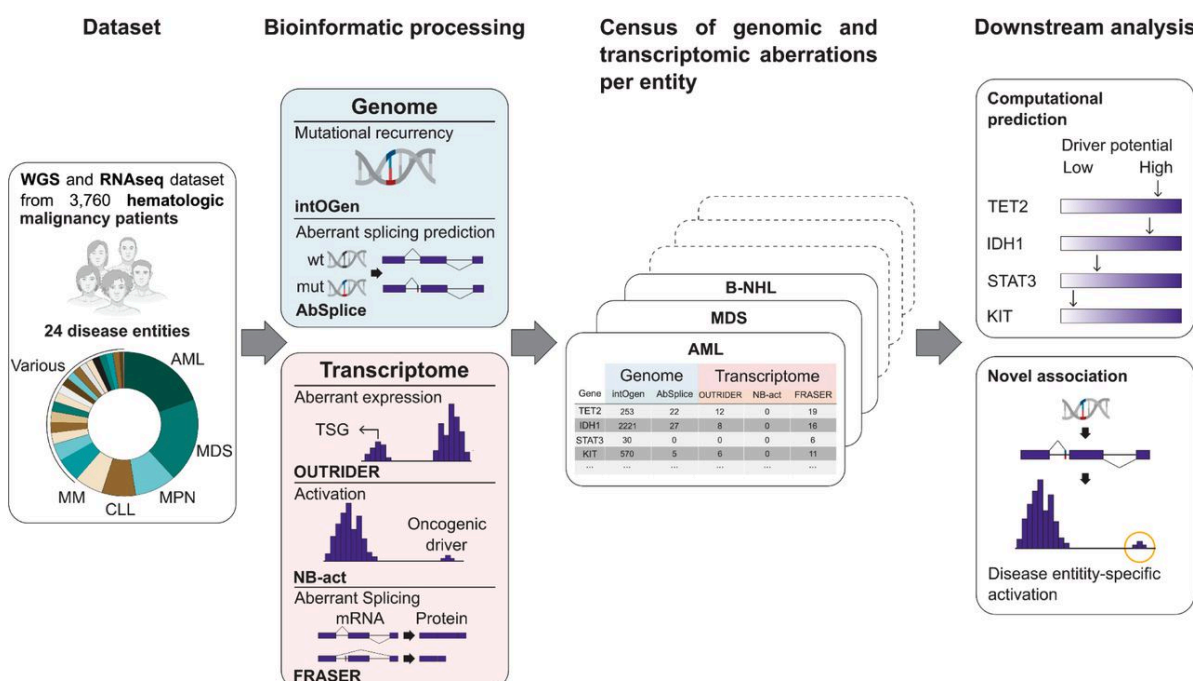 Dataset
WGS and RNAseq dataset
from 3,760 hematologic
malignancy patients
24 disease entities
Various
AML
MDS
MPN
CLL
MM
Bioinformatic processing
Genome
Mutational recurrency
intOGen
Aberrant splicing prediction
wt
mut
AbSplice
Transcriptome
Aberrant expression
TSG
OUTRIDER
Activation
Oncogenic
driver
NB-act
Aberrant Splicing
mRNA Protein
FRASER
Census of genomic and
transcriptomic aberrations
per entity
B-NHL
MDS
AML
Genome Transcriptome
Gene intOgen AbSplice OUTRIDER NB-act FRASER
TET2 253 22 12 0 19
IDH1 2221 27 8 0 16
STAT3 30 0 0 0 6
KIT 570 5 6 0 11
... ... ... ... ... ...
Downstream analysis
Computational
prediction
Driver potential
Low High
TET2
IDH1
STAT3
KIT
Novel association
Disease entitity-specific
activation